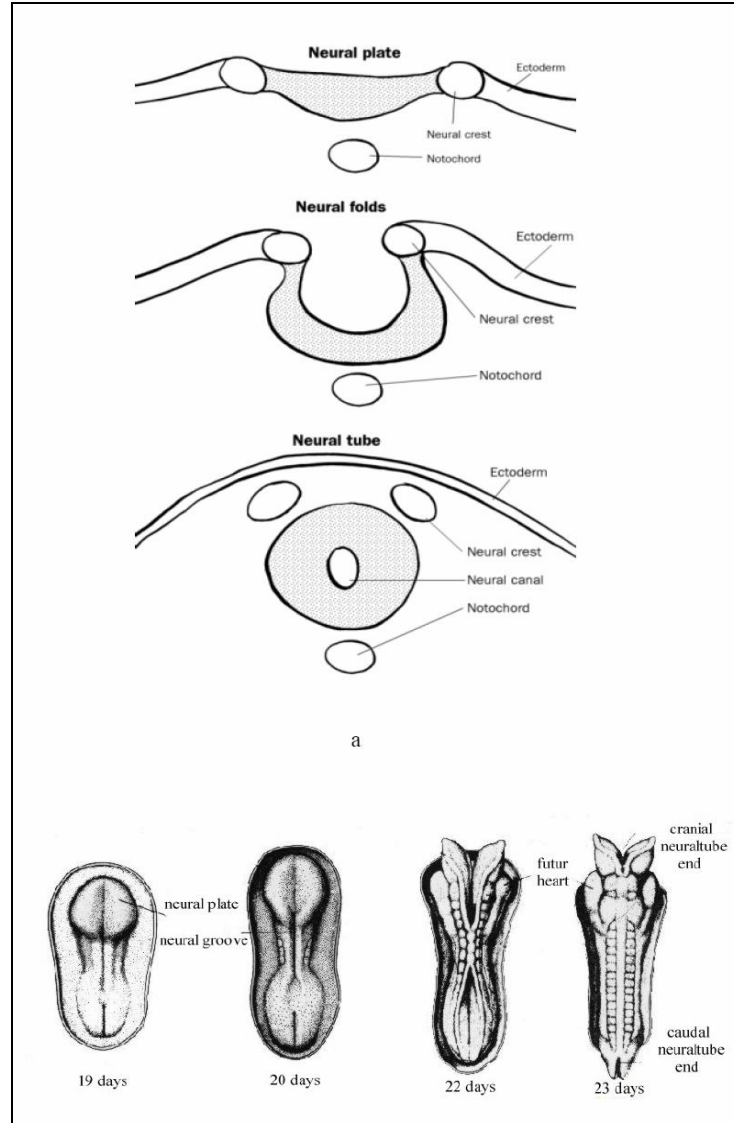 Neural plate
Ectoderm
Neural crest
Notochord
Neural folds
Ectoderm
Neural crest
Notochord
Neural tube
Ectoderm
Neural crest
Neural canal
Notochord
a
cranial
neuraltube
end
futur
heart
neural plate
neural groove
caudal
neuraltube
end
19 days
20 days
22 days
23 days